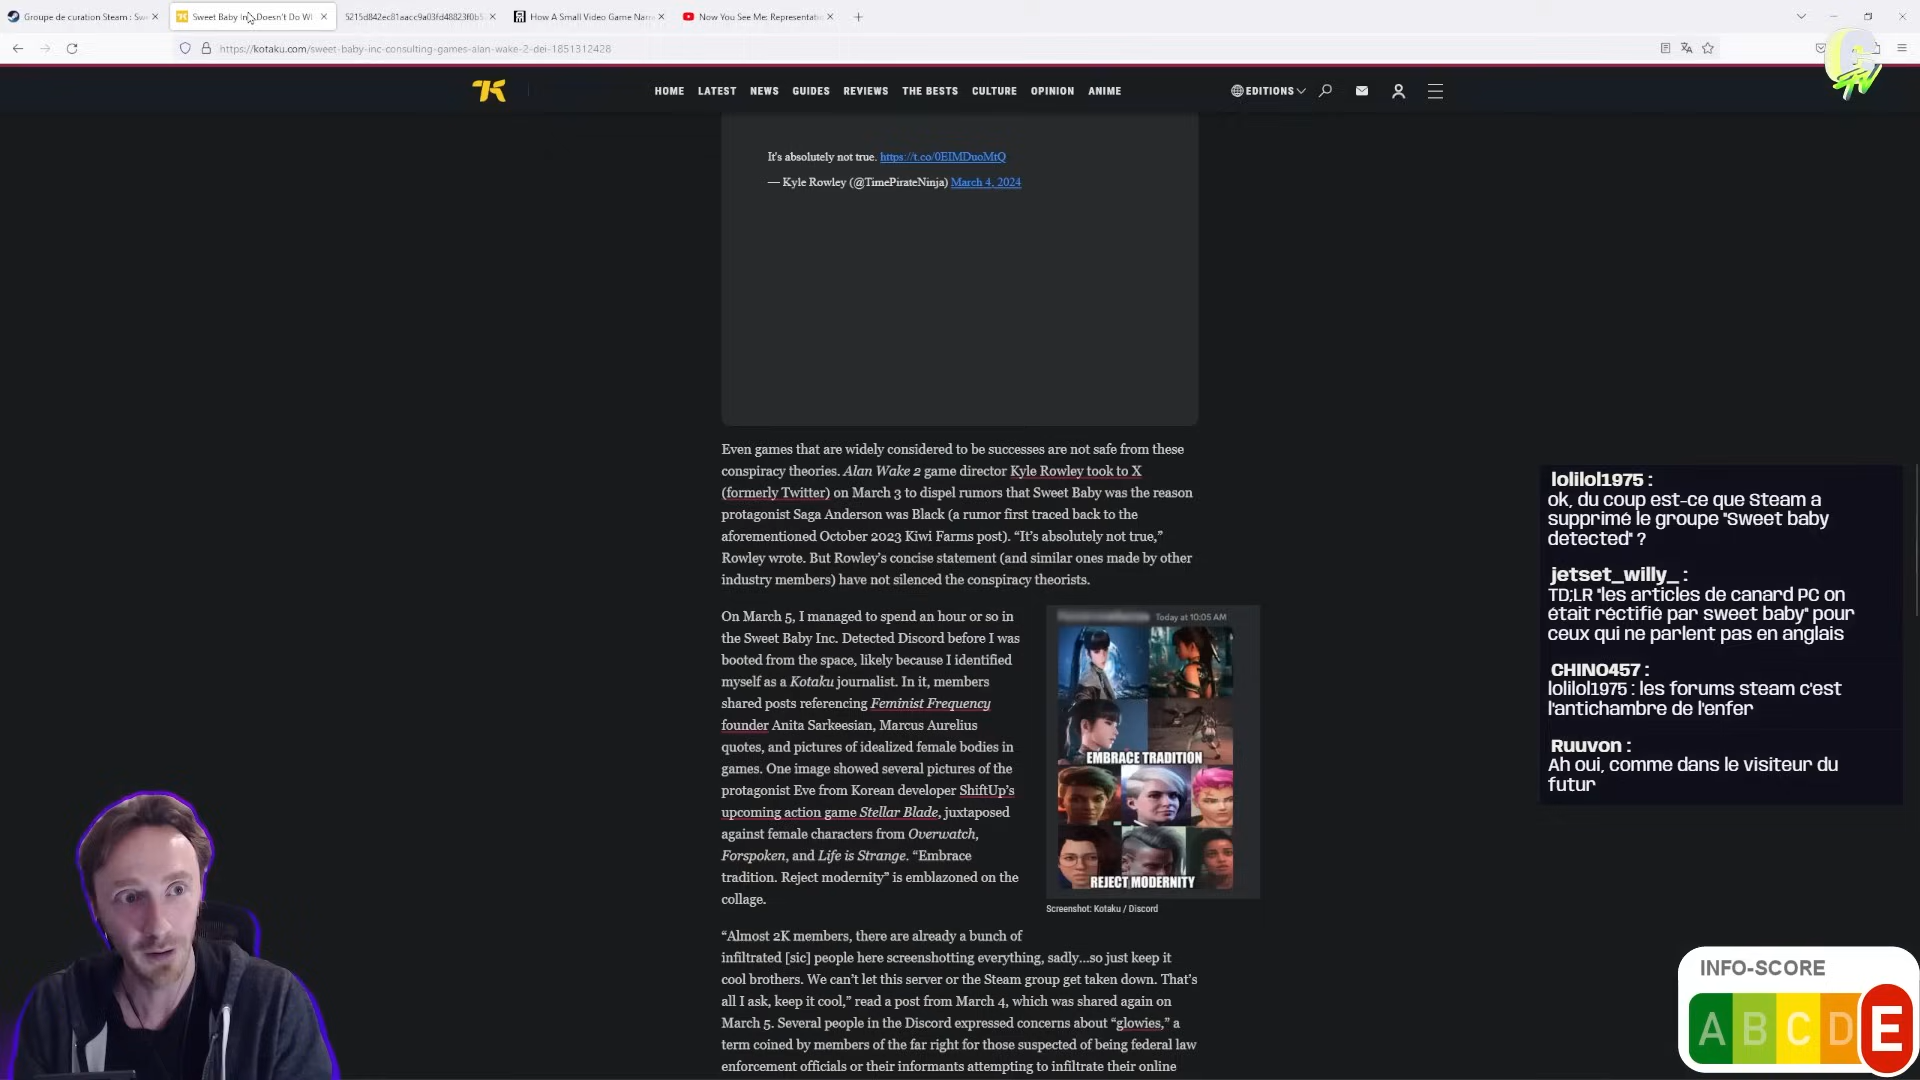 Groupe de curation Steam : Swe
Sweet Baby Inc. Doesn't Do Wh
5215d842ec81aacc9a03fd48823f0b5
How A Small Video Game Narra
Now You See Me: Representatio
https://kotaku.com/sweet-baby-inc-consulting-games-alan-wake-2-dei-1851312428
HOME LATEST NEWS GUIDES REVIEWS THE BESTS CULTURE OPINION ANIME
EDITIONS
It's absolutely not true. https://t.co/0EIMDuoMtQ
— Kyle Rowley (@TimePirateNinja) March 4, 2024
Even games that are widely considered to be successes are not safe from these
conspiracy theories. Alan Wake 2 game director Kyle Rowley took to X
(formerly Twitter) on March 3 to dispel rumors that Sweet Baby was the reason
protagonist Saga Anderson was Black (a rumor first traced back to the
aforementioned October 2023 Kiwi Farms post). “It’s absolutely not true,”
Rowley wrote. But Rowley’s concise statement (and similar ones made by other
industry members) have not silenced the conspiracy theorists.
On March 5, I managed to spend an hour or so in
the Sweet Baby Inc. Detected Discord before I was
booted from the space, likely because I identified
myself as a Kotaku journalist. In it, members
shared posts referencing Feminist Frequency
founder Anita Sarkeesian, Marcus Aurelius
quotes, and pictures of idealized female bodies in
games. One image showed several pictures of the
protagonist Eve from Korean developer ShiftUp’s
upcoming action game Stellar Blade, juxtaposed
against female characters from Overwatch,
Forspoken, and Life is Strange. “Embrace
tradition. Reject modernity” is emblazoned on the
collage.
Today at 10:05 AM
EMBRACE TRADITION
REJECT MODERNITY
Screenshot: Kotaku / Discord
“Almost 2K members, there are already a bunch of
infiltrated [sic] people here screenshotting everything, sadly…so just keep it
cool brothers. We can’t let this server or the Steam group get taken down. That’s
all I ask, keep it cool,” read a post from March 4, which was shared again on
March 5. Several people in the Discord expressed concerns about “glowies,” a
term coined by members of the far right for those suspected of being federal law
enforcement officials or their informants attempting to infiltrate their online
lolilol1975 :
ok, du coup est-ce que Steam a
supprimé le groupe "Sweet baby
detected" ?
jetset_willy_ :
TD;LR "les articles de canard PC on
était réctifié par sweet baby" pour
ceux qui ne parlent pas en anglais
CHINO457 :
lolilol1975 : les forums steam c'est
l'antichambre de l'enfer
Ruuvon :
Ah oui, comme dans le visiteur du
futur
INFO-SCORE
A B C D E